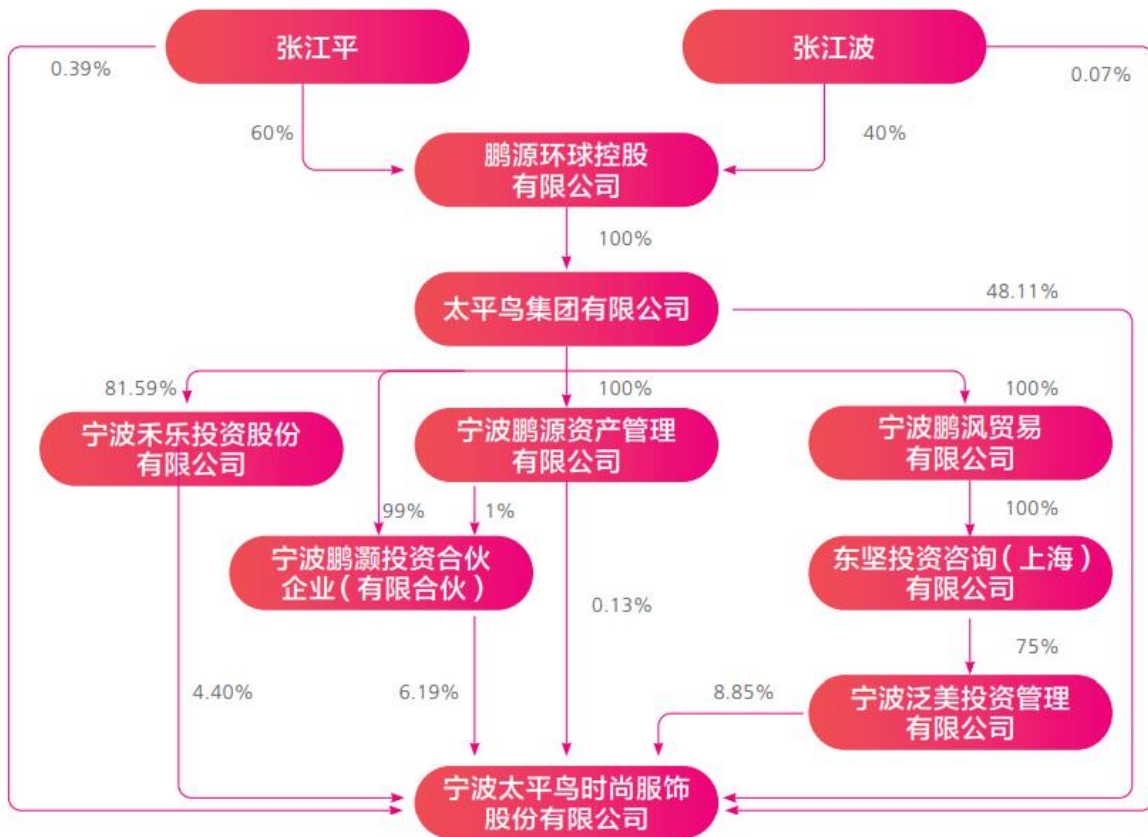 张江平
张江波
0.39%
0.07%
60%
40%
鹏源环球控股
有限公司
100%
太平鸟集团有限公司
48.11%
81.59%
100%
100%
宁波禾乐投资股份
有限公司
宁波鹏源资产管理
有限公司
宁波鹏沨贸易
有限公司
99%
1%
100%
宁波鹏灏投资合伙
企业（有限合伙）
东坚投资咨询（上海）
有限公司
0.13%
75%
4.40%
6.19%
8.85%
宁波泛美投资管理
有限公司
宁波太平鸟时尚服饰
股份有限公司